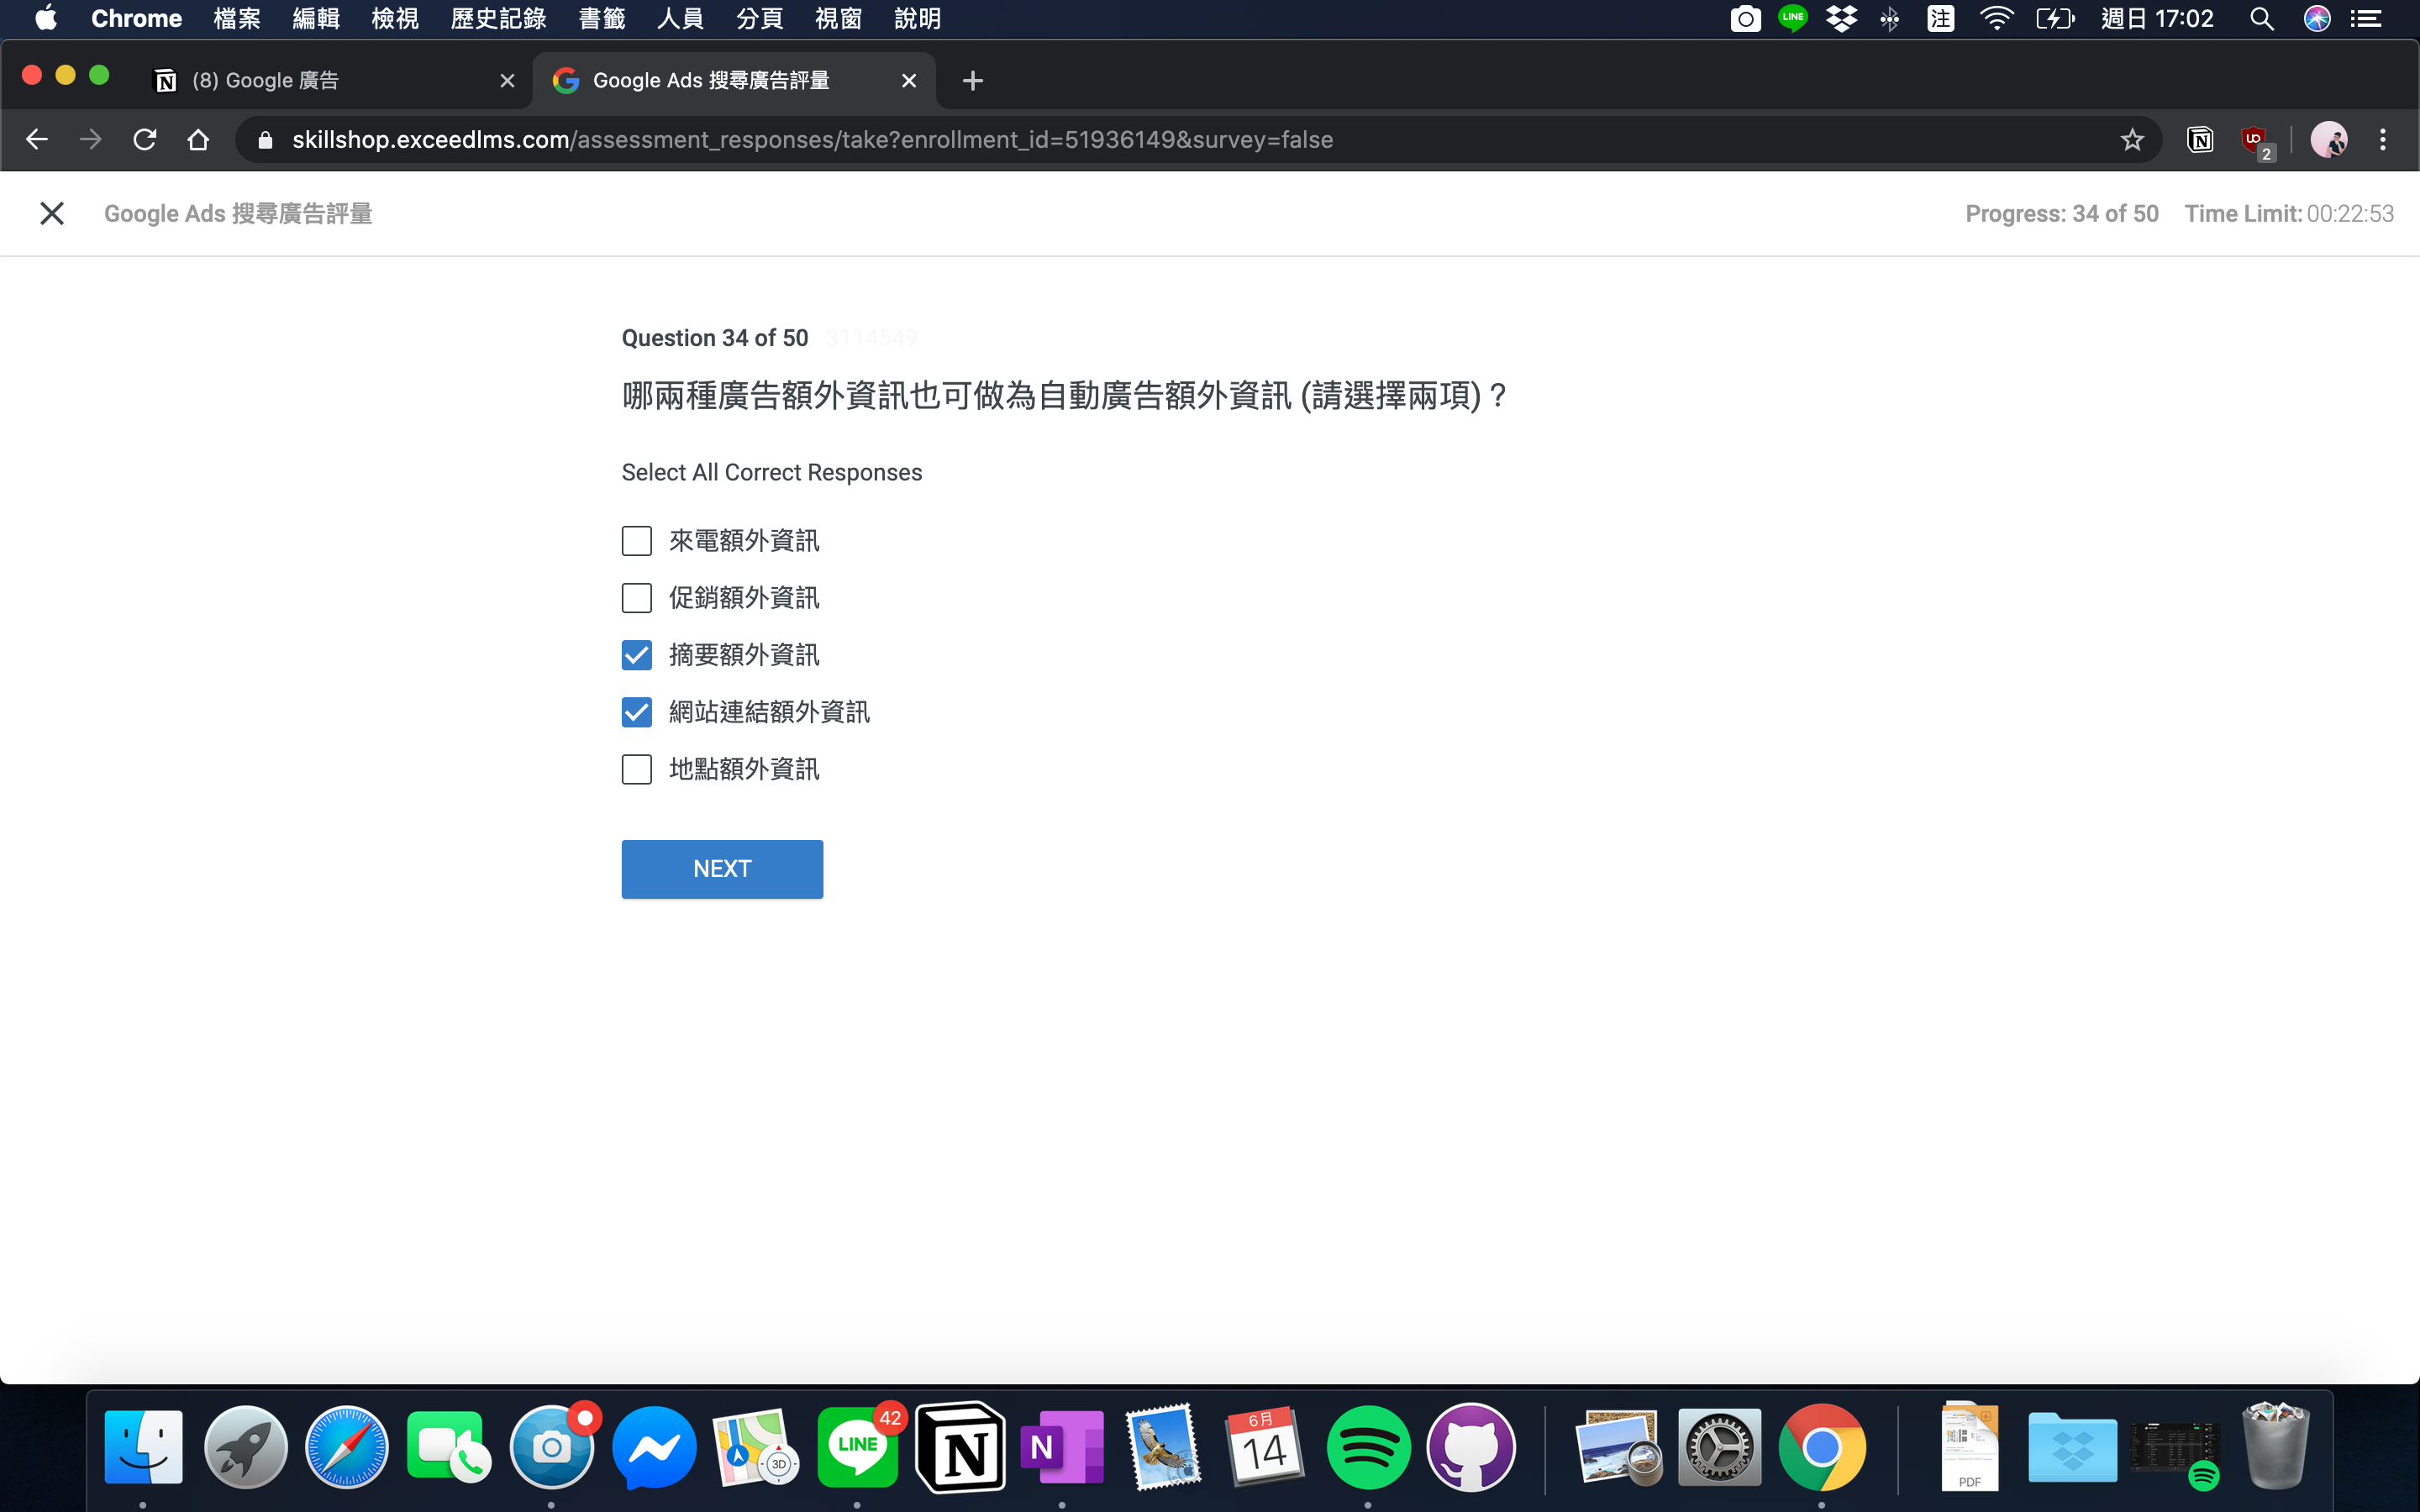 Chrome 檔案 編輯 檢視 歷史記錄 書籤 人員 分頁 視窗 說明 LINE 注 週日 17:02
(8) Google 廣告
Google Ads 搜尋廣告評量
skillshop.exceedlms.com/assessment_responses/take?enrollment_id=51936149&survey=false
2
Google Ads 搜尋廣告評量
Progress: 34 of 50 Time Limit: 00:22:53
Question 34 of 50 3114549
哪兩種廣告額外資訊也可做為自動廣告額外資訊 (請選擇兩項)？
Select All Correct Responses
來電額外資訊
促銷額外資訊
摘要額外資訊
網站連結額外資訊
地點額外資訊
NEXT
3D
LINE
42
N
N
6月
14
PDF